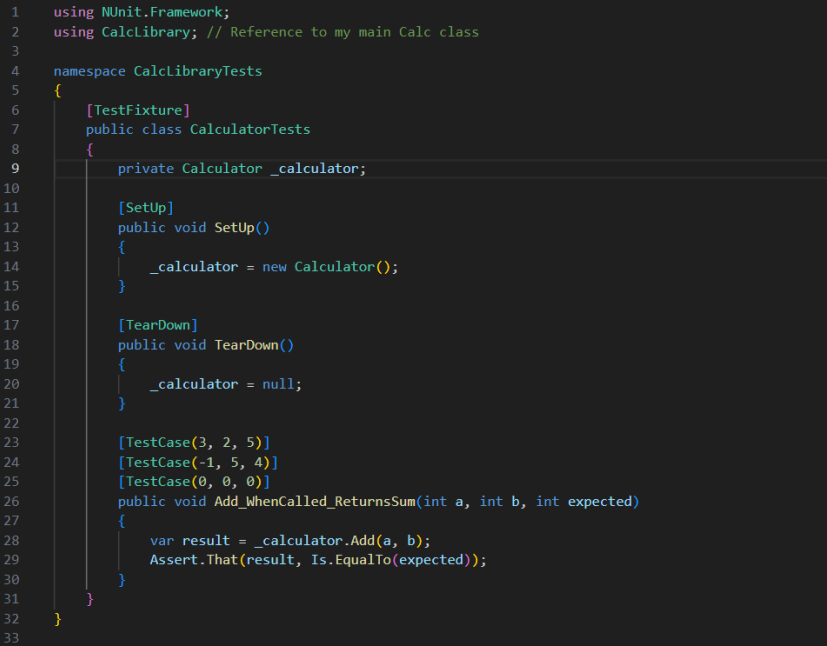 1 using NUnit.Framework;
2 using CalcLibrary; // Reference to my main Calc class
3
4 namespace CalcLibraryTests
5 {
6     [TestFixture]
7     public class CalculatorTests
8     {
9         private Calculator _calculator;
10
11         [SetUp]
12         public void SetUp()
13         {
14             _calculator = new Calculator();
15         }
16
17         [TearDown]
18         public void TearDown()
19         {
20             _calculator = null;
21         }
22
23         [TestCase(3, 2, 5)]
24         [TestCase(-1, 5, 4)]
25         [TestCase(0, 0, 0)]
26         public void Add_WhenCalled_ReturnsSum(int a, int b, int expected)
27         {
28             var result = _calculator.Add(a, b);
29             Assert.That(result, Is.EqualTo(expected));
30         }
31     }
32 }
33